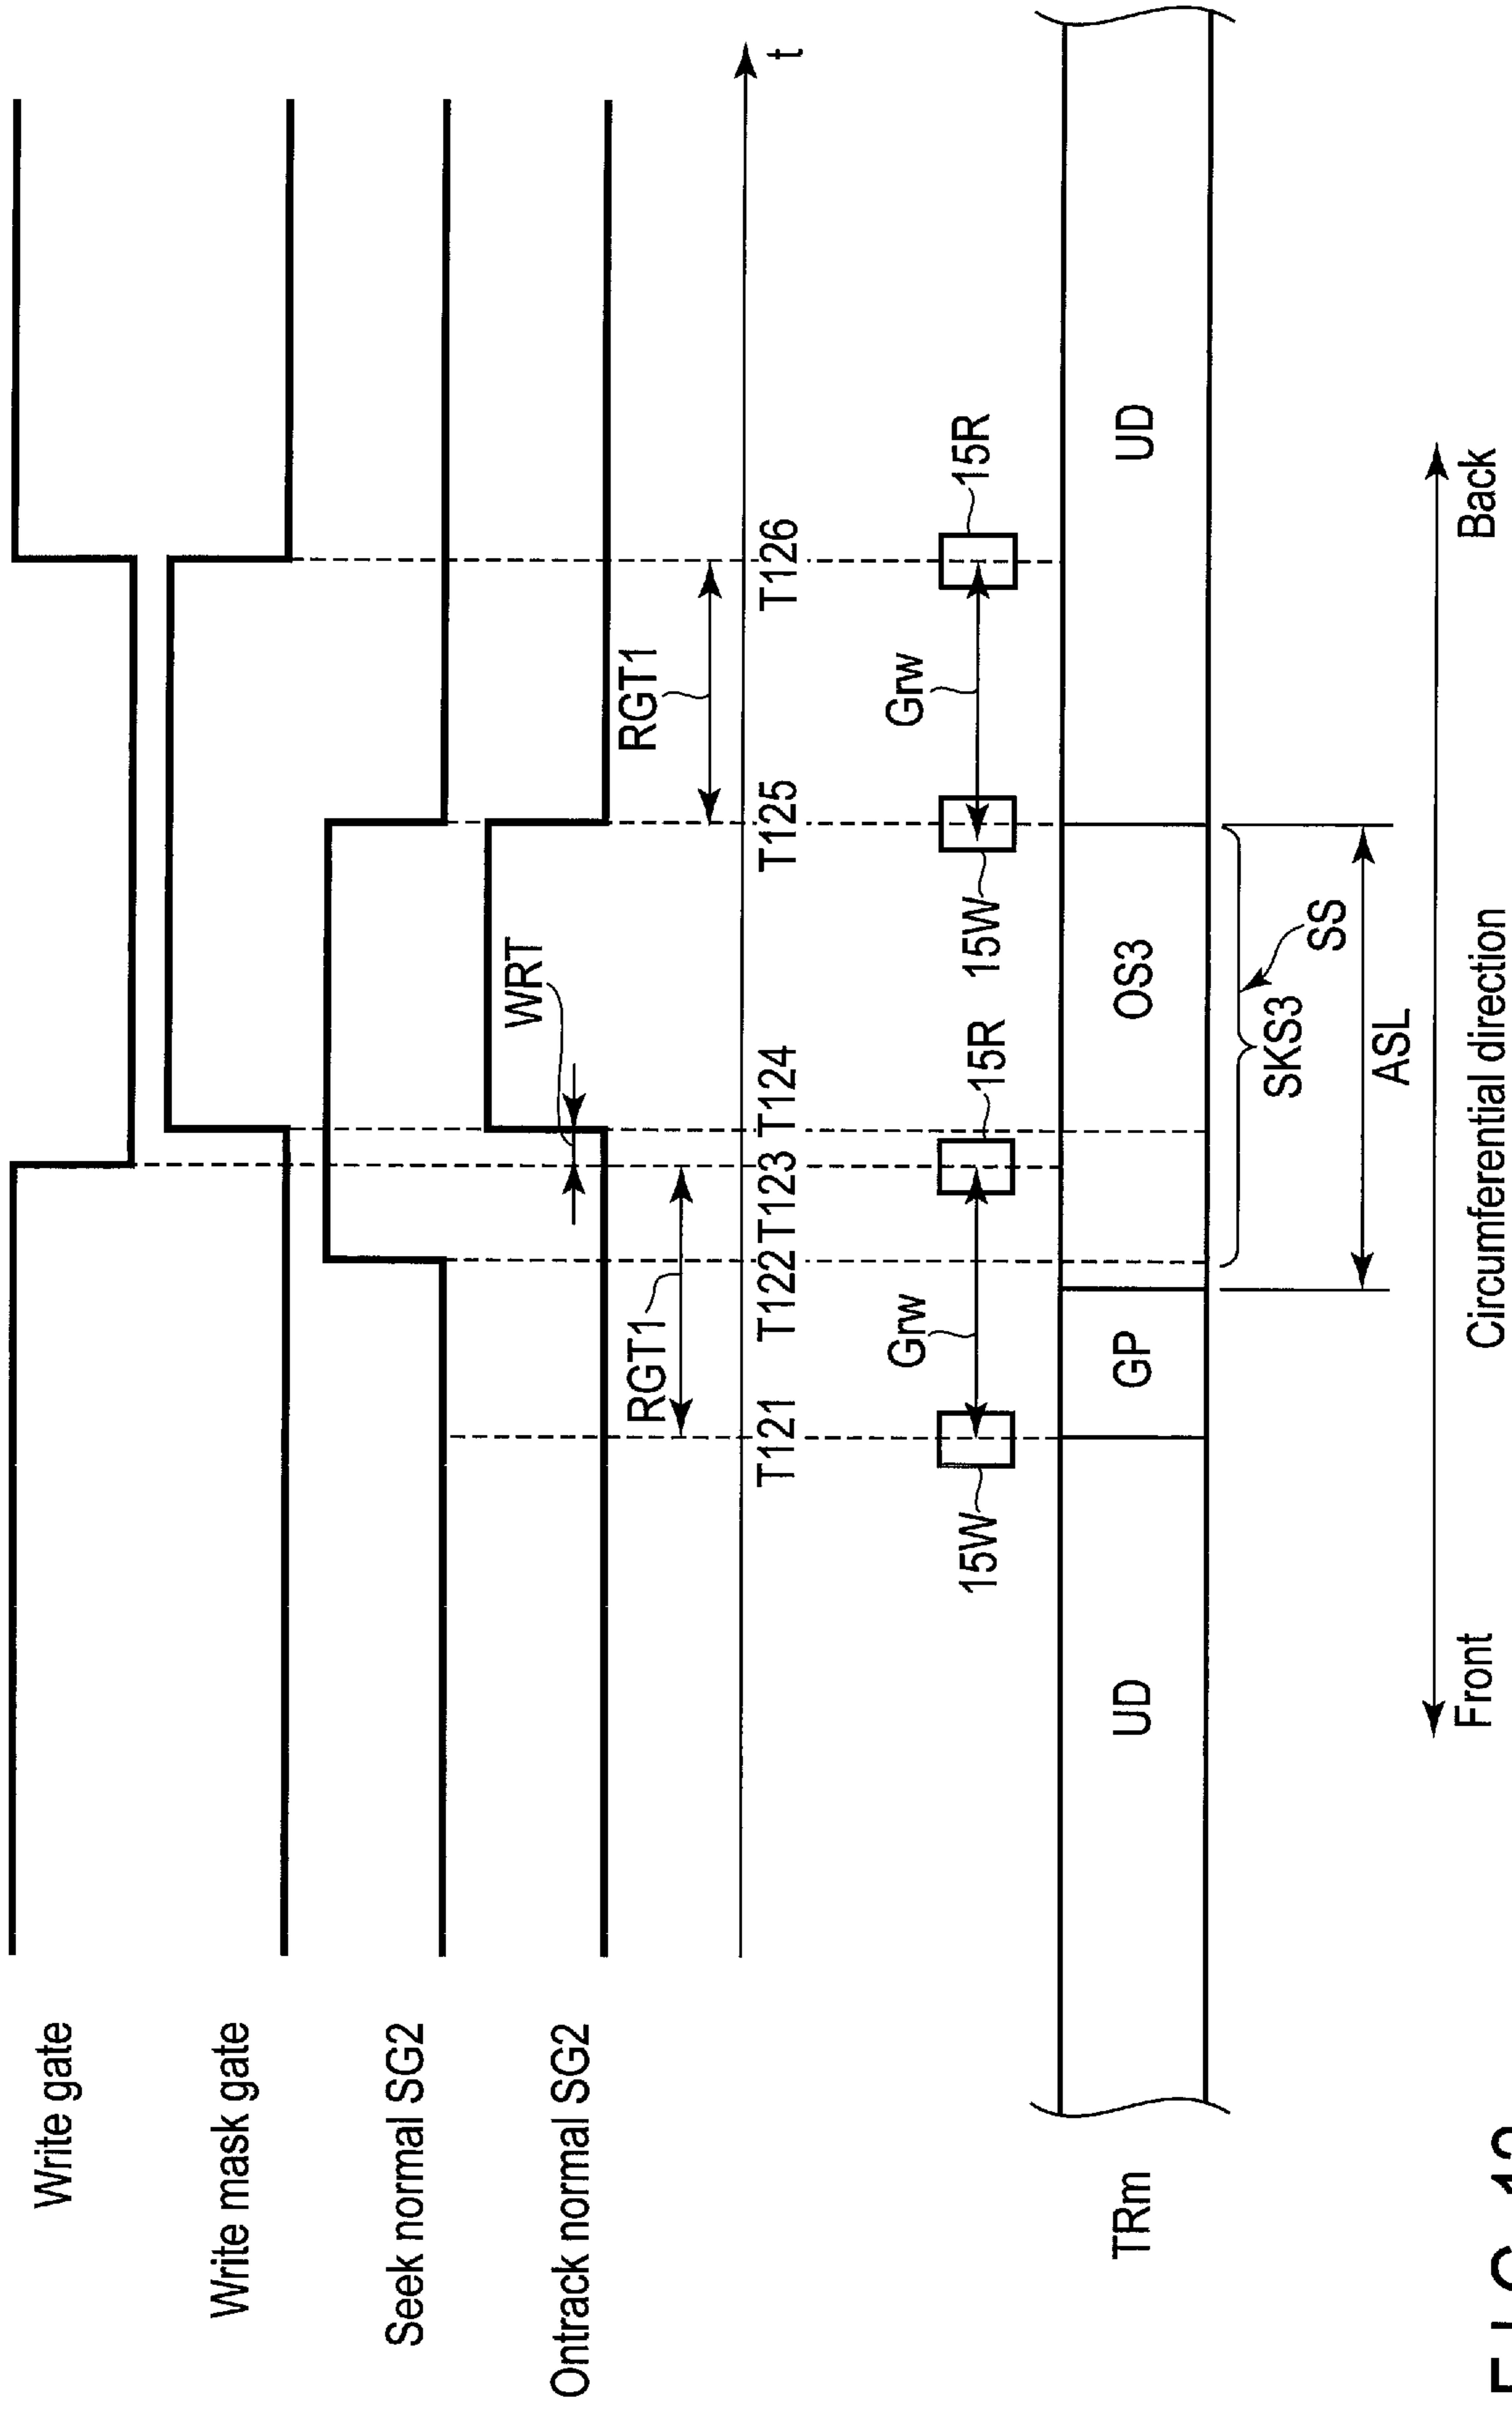 Write gate
Write mask gate
Seek normal SG2
Ontrack normal SG2
WRT
RGT1
RGT1
t
T121
T122
T123
T124
T125
T126
Grw
Grw
15W
15R
15W
15R
TRm
UD
GP
OS3
UD
SKS3
SS
ASL
Front
Circumferential direction
Back